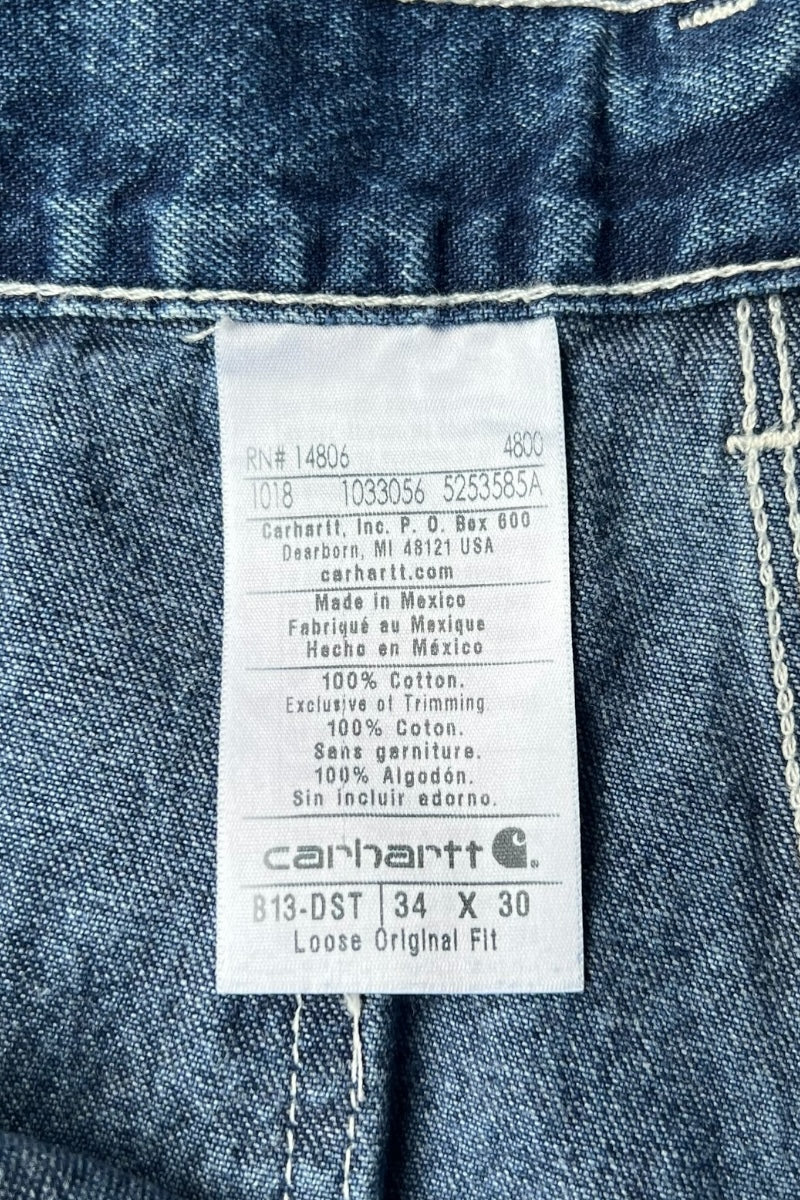 RN# 14806 4800
1018 1033056 5253585A
Carhartt, Inc. P. O. Box 600
Dearborn, MI 48121 USA
carhartt.com
Made in Mexico
Fabriqué au Mexique
Hecho en México
100% Cotton.
Exclusive of Trimming
100% Coton.
Sans garniture.
100% Algodón.
Sin incluir adorno.
carhartt
B13-DST 34 X 30
Loose Original Fit